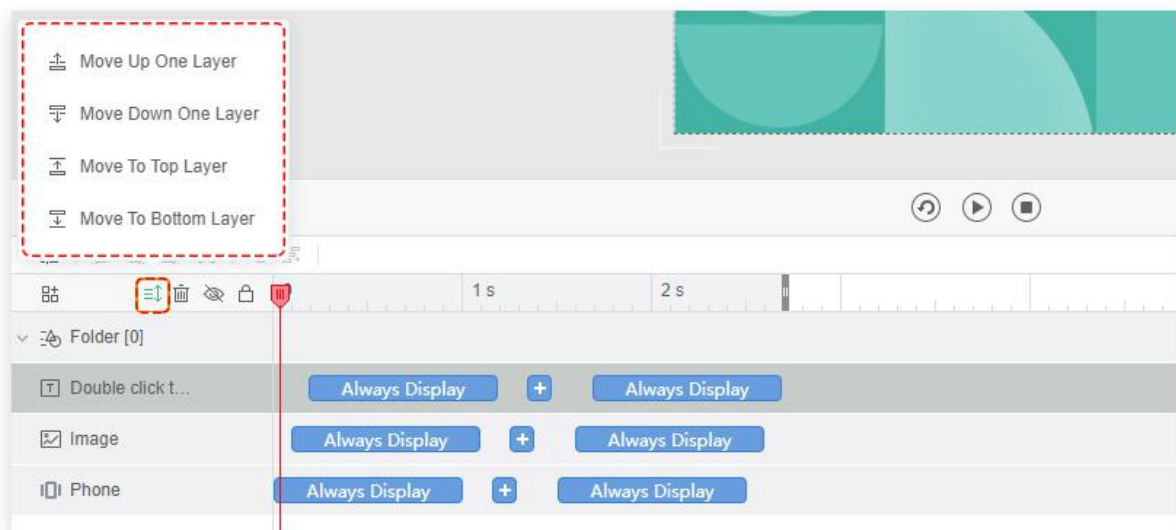 Move Up One Layer
Move Down One Layer
Move To Top Layer
Move To Bottom Layer
1 s
2 s
Folder [0]
Double click t...
Always Display
+
Always Display
Image
Always Display
+
Always Display
Phone
Always Display
+
Always Display